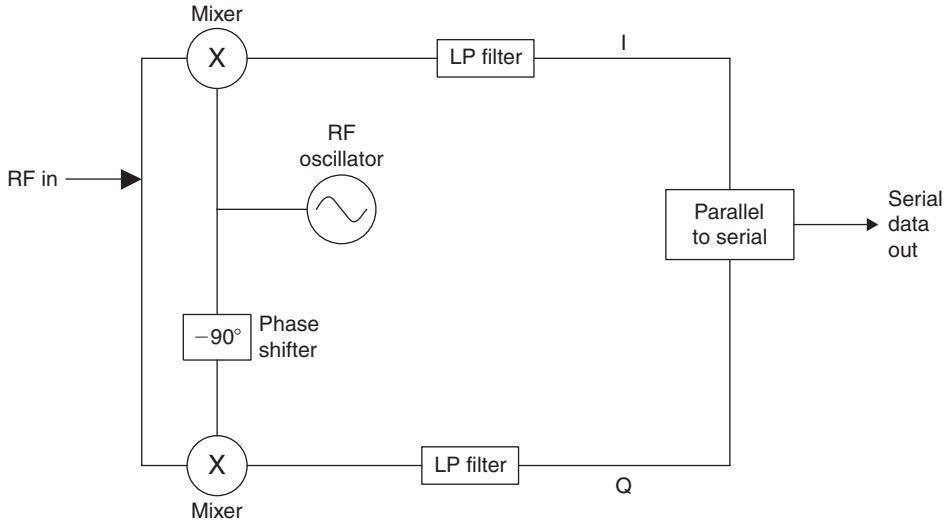 Mixer
X
LP filter
I
RF
oscillator
RF in
Parallel
to serial
Serial
data
out
−90°
Phase
shifter
X
LP filter
Q
Mixer